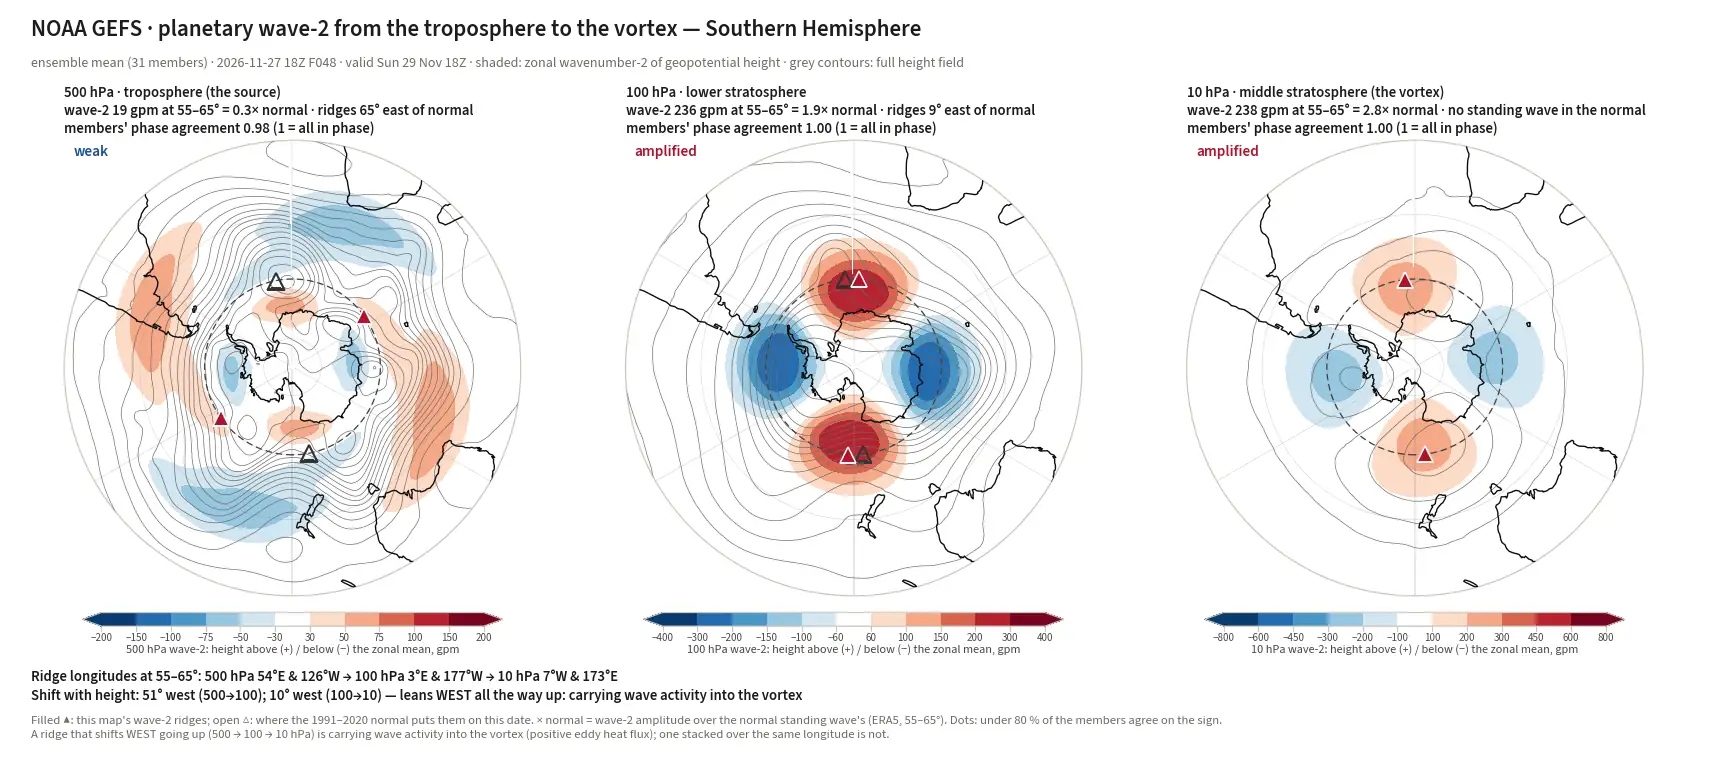 NOAA GEFS · planetary wave-2 from the troposphere to the vortex — Southern Hemisphere
ensemble mean (31 members) · 2026-11-27 18Z F048 · valid Sun 29 Nov 18Z · shaded: zonal wavenumber-2 of geopotential height · grey contours: full height field
500 hPa · troposphere (the source)
wave-2 19 gpm at 55–65° = 0.3× normal · ridges 65° east of normal
members' phase agreement 0.98 (1 = all in phase)
weak
100 hPa · lower stratosphere
wave-2 236 gpm at 55–65° = 1.9× normal · ridges 9° east of normal
members' phase agreement 1.00 (1 = all in phase)
amplified
10 hPa · middle stratosphere (the vortex)
wave-2 238 gpm at 55–65° = 2.8× normal · no standing wave in the normal
members' phase agreement 1.00 (1 = all in phase)
amplified
−200 −150 −100 −75 −50 −30 30 50 75 100 150 200
500 hPa wave-2: height above (+) / below (−) the zonal mean, gpm
−400 −300 −200 −150 −100 −60 60 100 150 200 300 400
100 hPa wave-2: height above (+) / below (−) the zonal mean, gpm
−800 −600 −450 −300 −200 −100 100 200 300 450 600 800
10 hPa wave-2: height above (+) / below (−) the zonal mean, gpm
Ridge longitudes at 55–65°: 500 hPa 54°E & 126°W → 100 hPa 3°E & 177°W → 10 hPa 7°W & 173°E
Shift with height: 51° west (500→100); 10° west (100→10) — leans WEST all the way up: carrying wave activity into the vortex
Filled ▲: this map's wave-2 ridges; open △: where the 1991–2020 normal puts them on this date. × normal = wave-2 amplitude over the normal standing wave's (ERA5, 55–65°). Dots: under 80 % of the members agree on the sign.
A ridge that shifts WEST going up (500 → 100 → 10 hPa) is carrying wave activity into the vortex (positive eddy heat flux); one stacked over the same longitude is not.